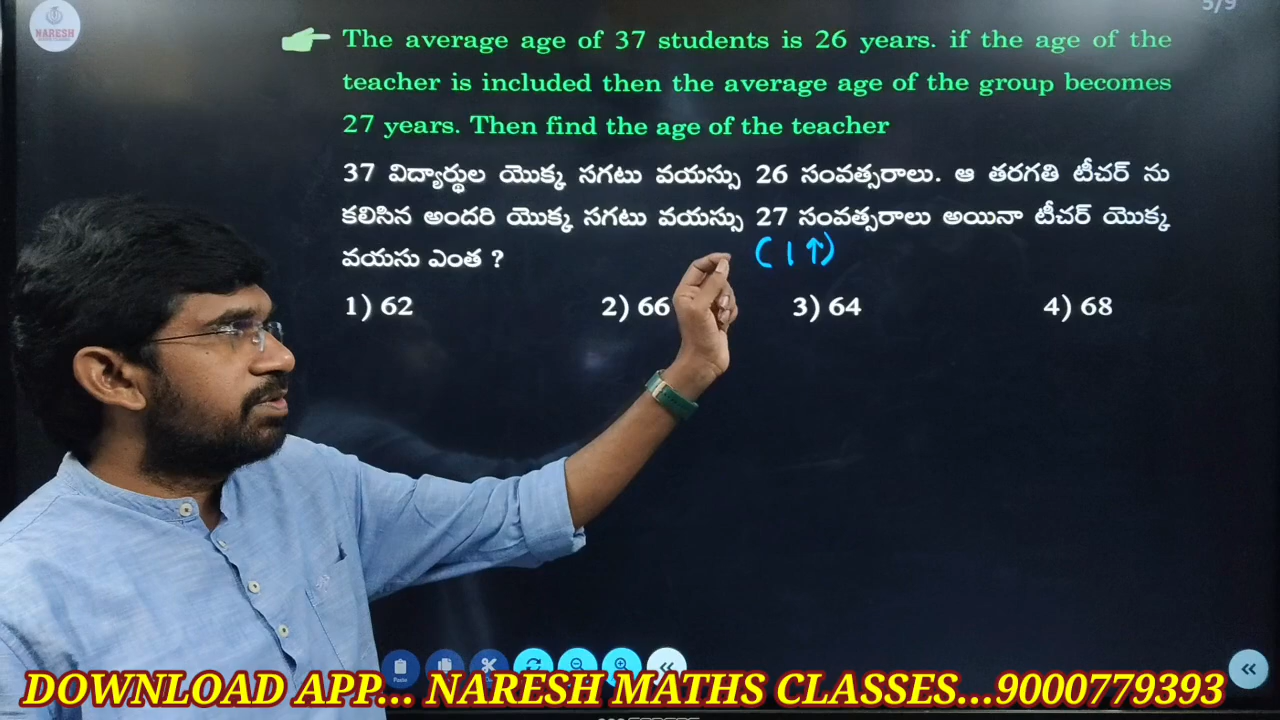 5/9
NARESH
The average age of 37 students is 26 years. if the age of the
teacher is included then the average age of the group becomes
27 years. Then find the age of the teacher
37 విద్యార్థుల యొక్క సగటు వయస్సు 26 సంవత్సరాలు. ఆ తరగతి టీచర్ ను
కలిసిన అందరి యొక్క సగటు వయస్సు 27 సంవత్సరాలు అయినా టీచర్ యొక్క
వయసు ఎంత ?
(1↑)
1) 62 2) 66 3) 64 4) 68
Paste
DOWNLOAD APP... NARESH MATHS CLASSES...9000779393